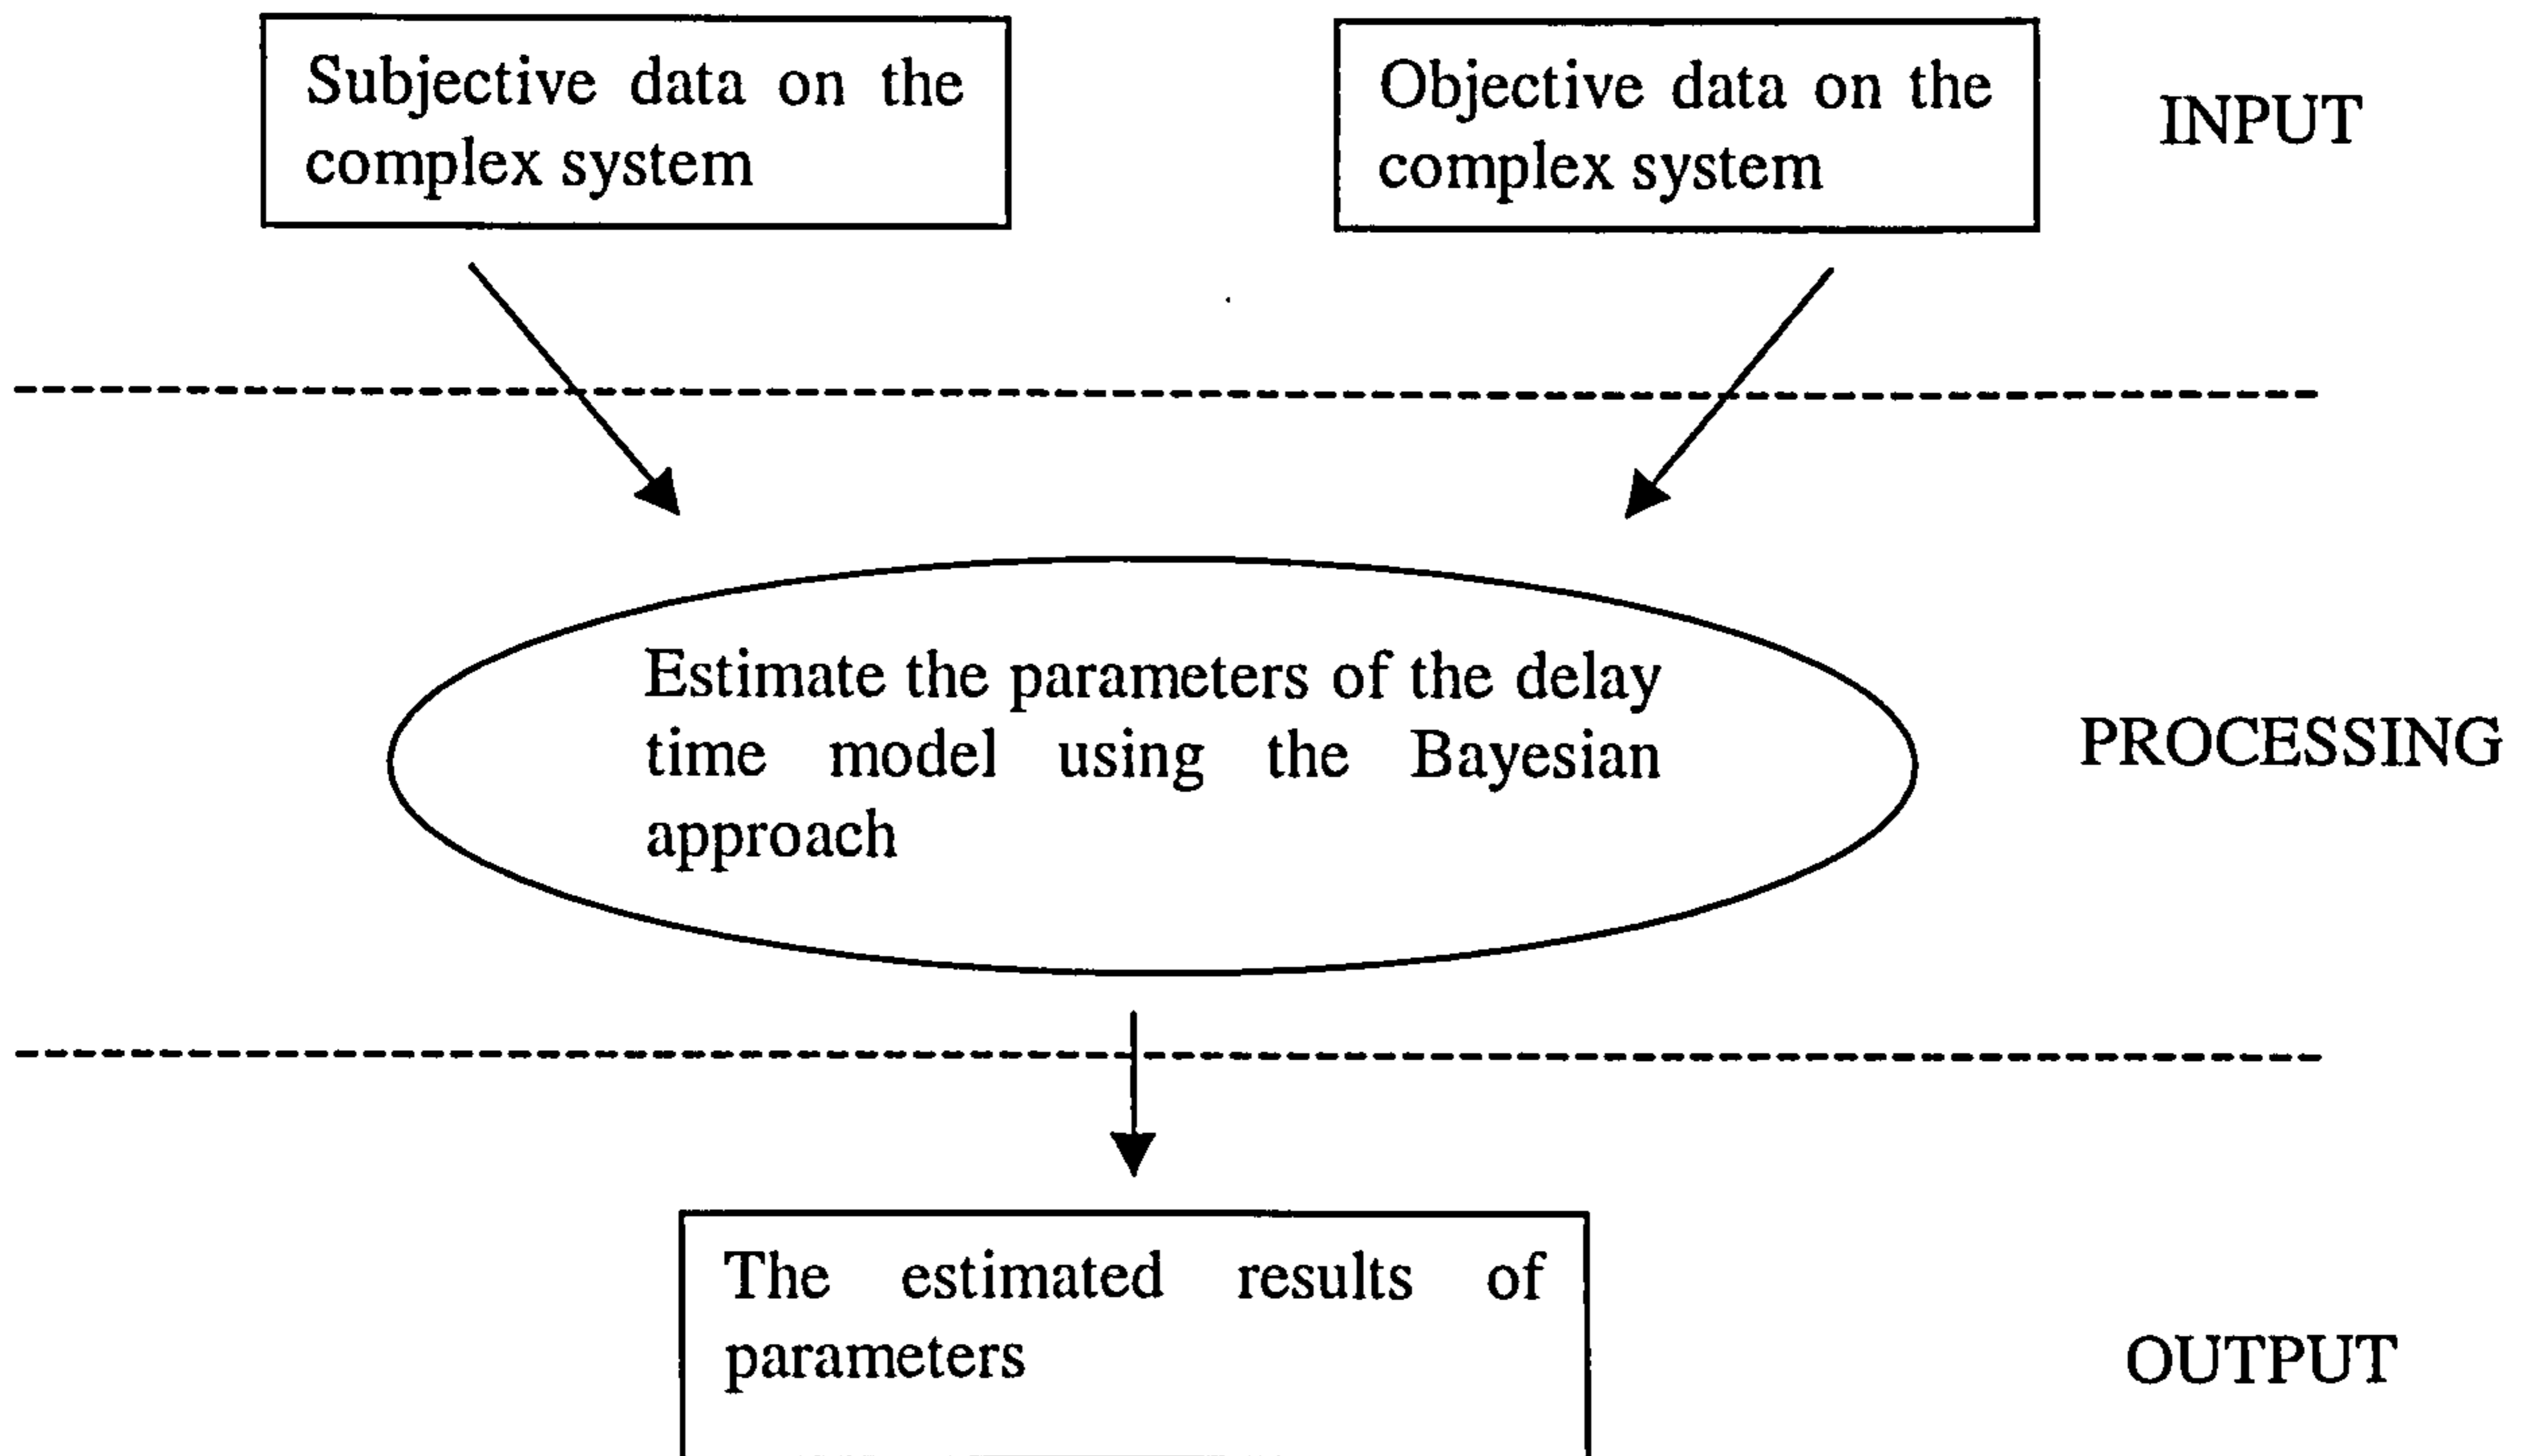 Subjective data on the
complex system
Objective data on the
complex system
INPUT
Estimate the parameters of the delay
time model using the Bayesian
approach
PROCESSING
The estimated results of
parameters
OUTPUT